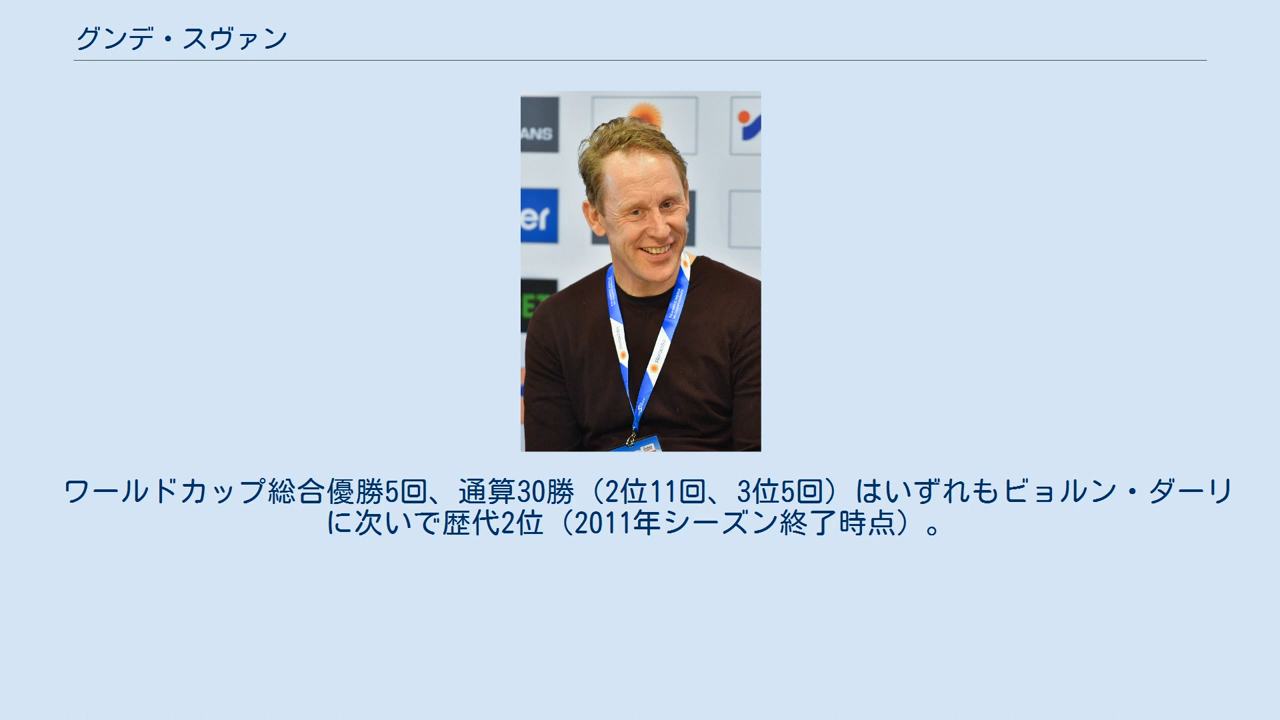 グンデ・スヴァン
ANS
er
ET
ワールドカップ総合優勝5回、通算30勝（2位11回、3位5回）はいずれもビョルン・ダーリ
に次いで歴代2位（2011年シーズン終了時点）。